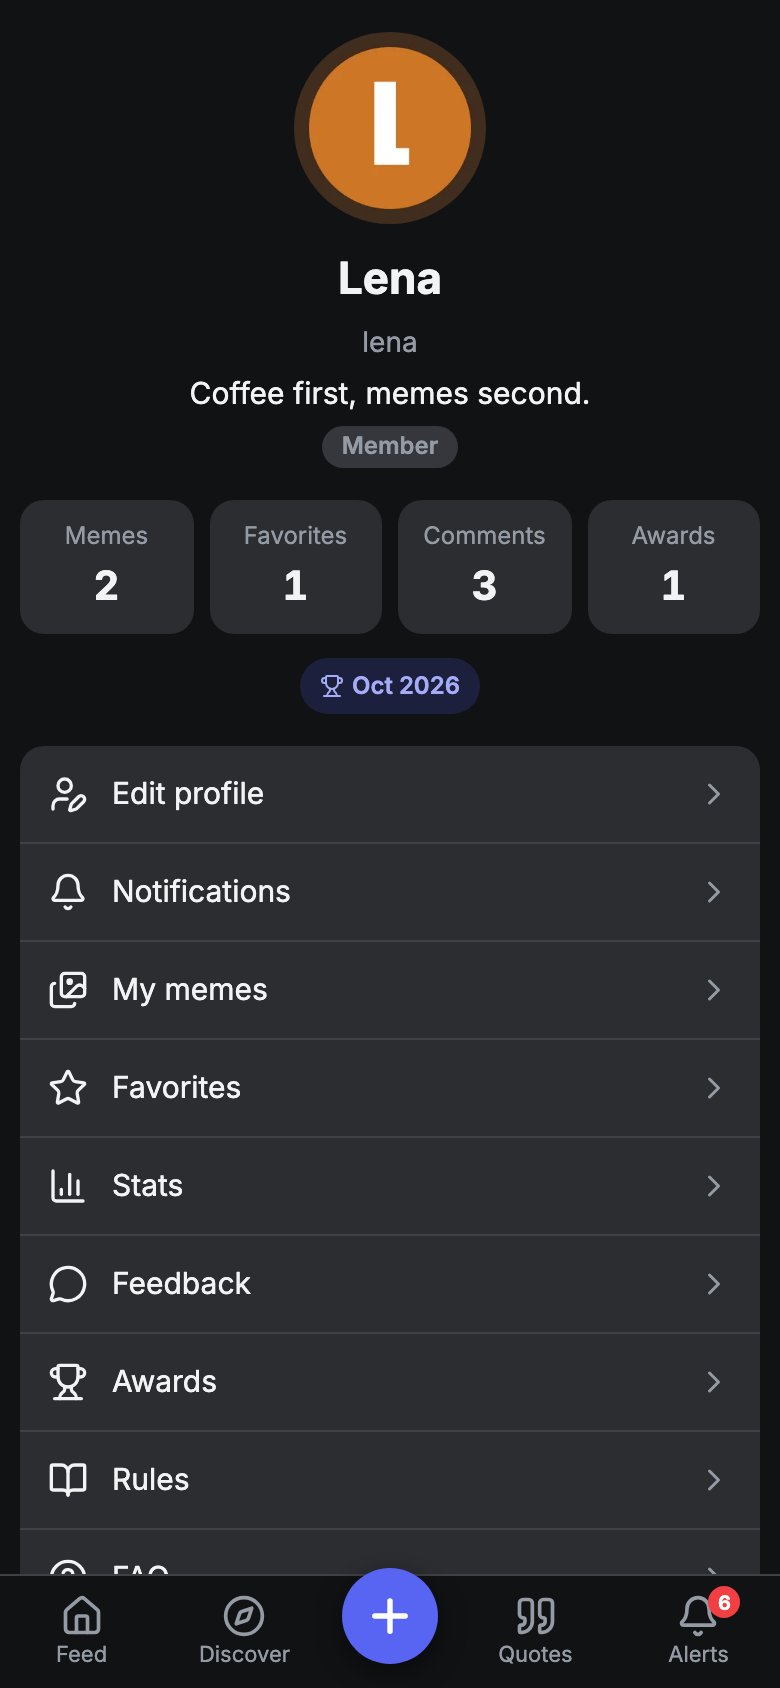 L
Lena
lena
Coffee first, memes second.
Member
Memes
2
Favorites
1
Comments
3
Awards
1
Oct 2026
Edit profile
Notifications
My memes
Favorites
Stats
Feedback
Awards
Rules
FAQ
Feed
Discover
Quotes
6
Alerts